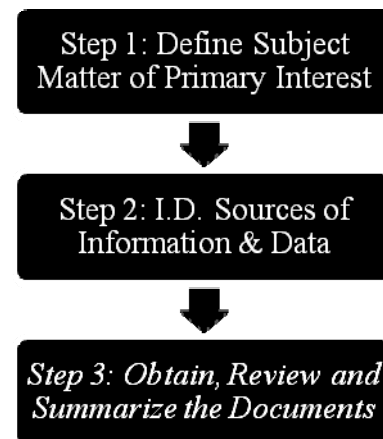 Step 1: Define Subject
Matter of Primary Interest
Step 2: I.D. Sources of
Information & Data
Step 3: Obtain, Review and
Summarize the Documents